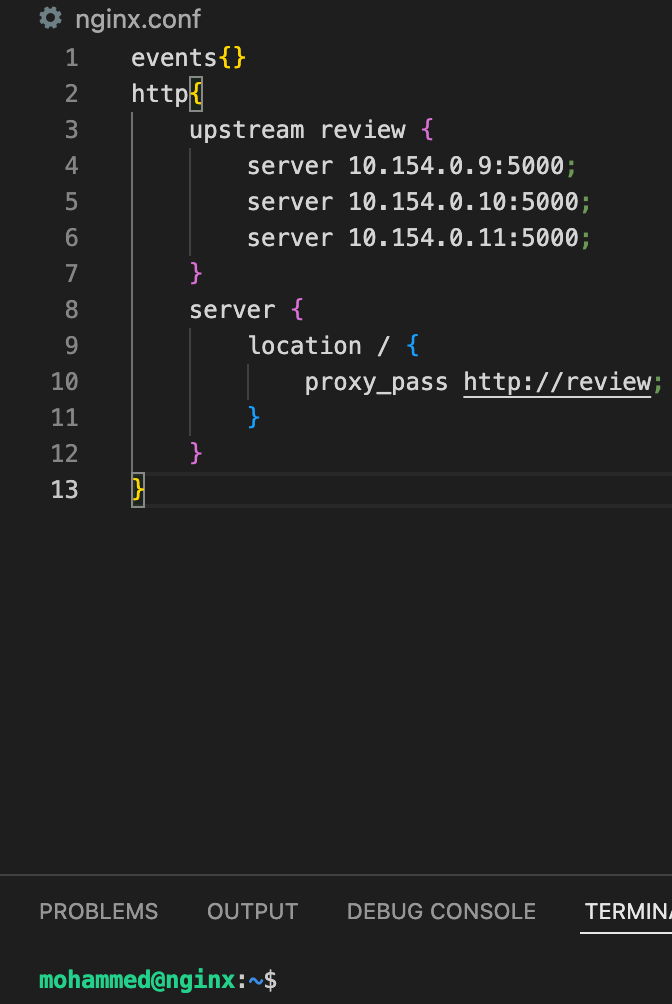 nginx.conf
1 events{}
2 http{
3     upstream review {
4         server 10.154.0.9:5000;
5         server 10.154.0.10:5000;
6         server 10.154.0.11:5000;
7     }
8     server {
9         location / {
10             proxy_pass http://review;
11         }
12     }
13 }
PROBLEMS OUTPUT DEBUG CONSOLE TERMINA
mohammed@nginx:~$